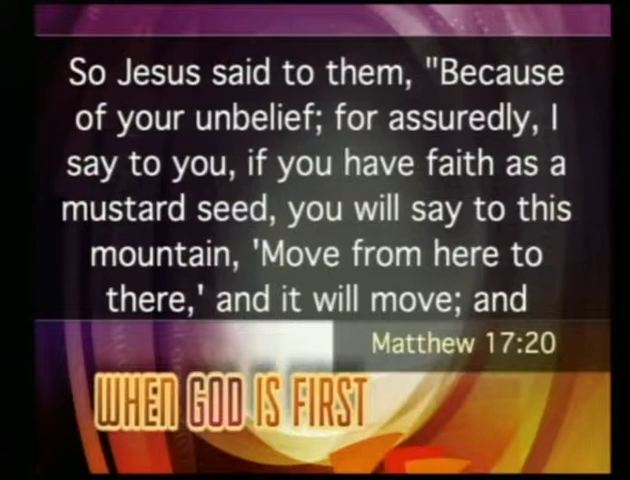 So Jesus said to them, "Because
of your unbelief; for assuredly, I
say to you, if you have faith as a
mustard seed, you will say to this
mountain, 'Move from here to
there,' and it will move; and
Matthew 17:20
WHEN GOD IS FIRST